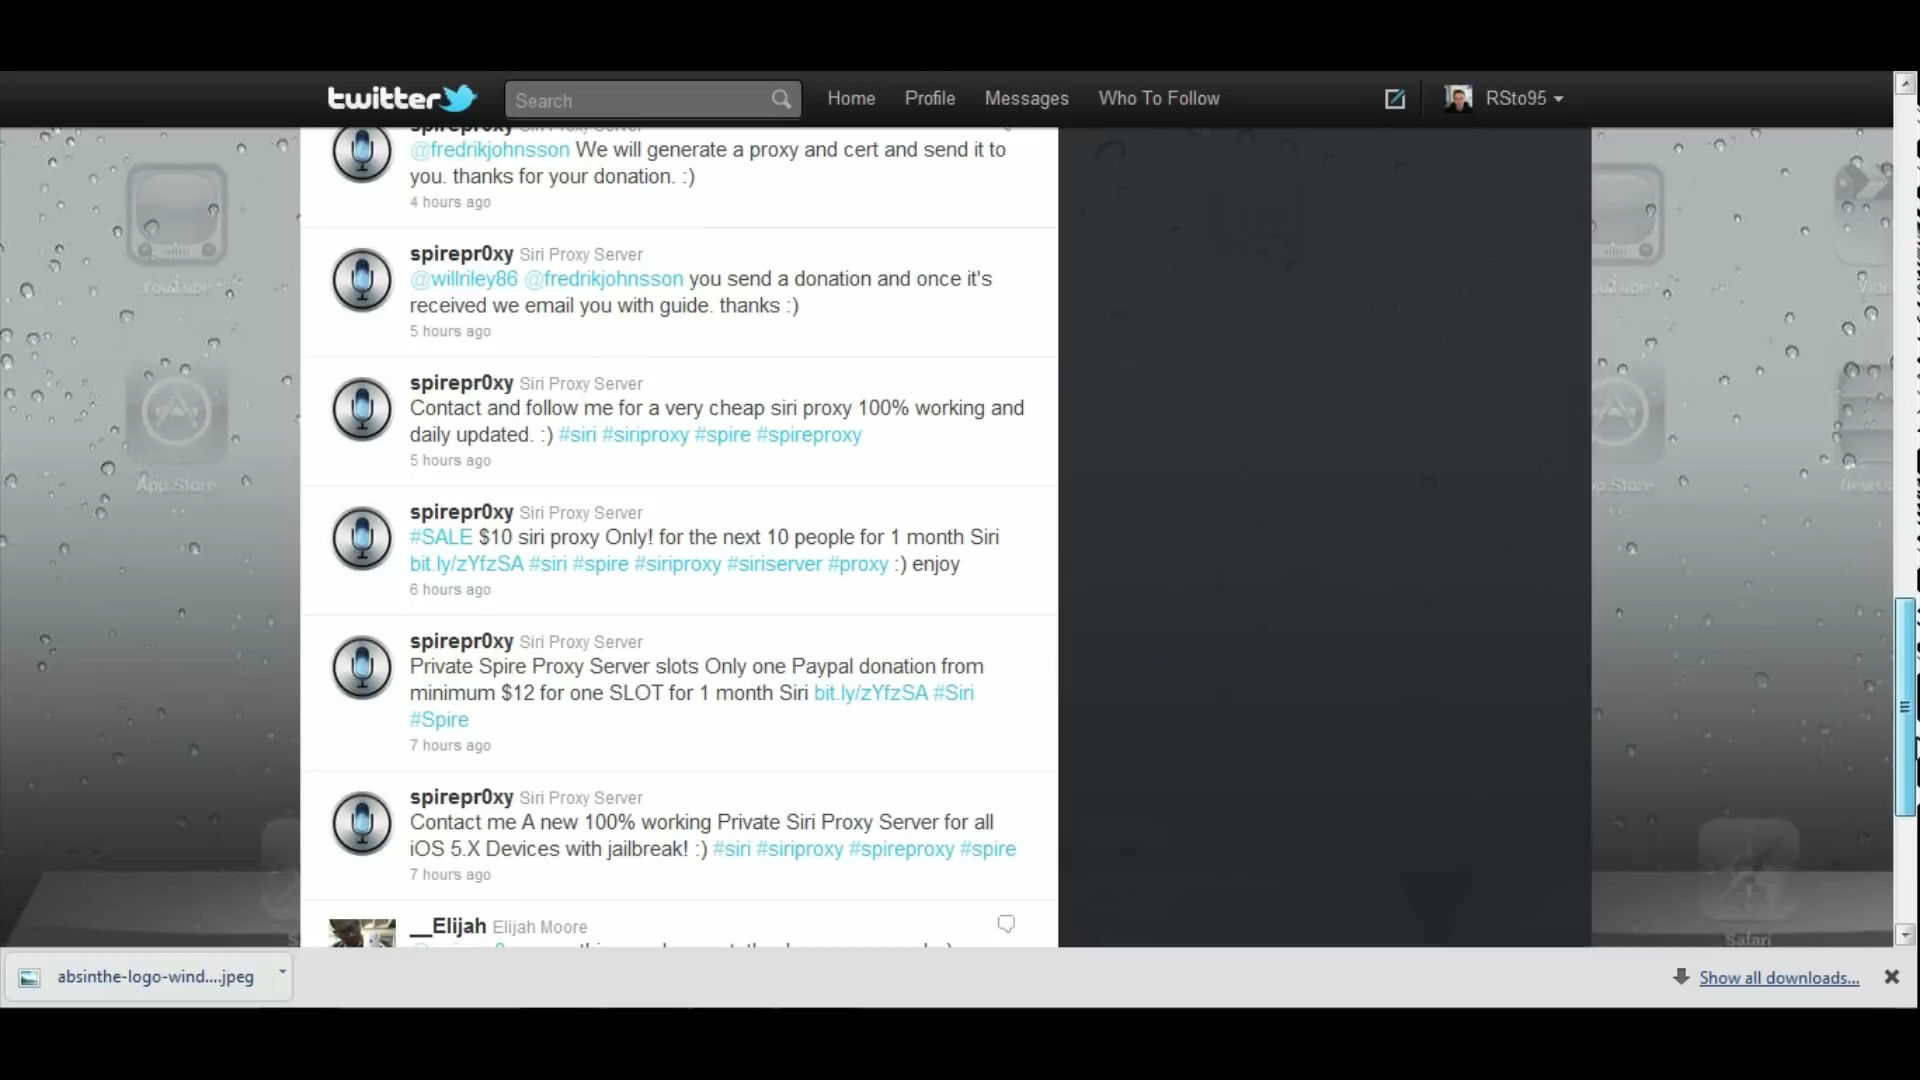 twitter
Search
Home
Profile
Messages
Who To Follow
RSto95
spirepr0xy Siri Proxy Server
@fredrikjohnsson We will generate a proxy and cert and send it to
you. thanks for your donation. :)
4 hours ago
spirepr0xy Siri Proxy Server
@willriley86 @fredrikjohnsson you send a donation and once it's
received we email you with guide. thanks :)
5 hours ago
spirepr0xy Siri Proxy Server
Contact and follow me for a very cheap siri proxy 100% working and
daily updated. :) #siri #siriproxy #spire #spireproxy
5 hours ago
spirepr0xy Siri Proxy Server
#SALE $10 siri proxy Only! for the next 10 people for 1 month Siri
bit.ly/zYfzSA #siri #spire #siriproxy #siriserver #proxy :) enjoy
6 hours ago
spirepr0xy Siri Proxy Server
Private Spire Proxy Server slots Only one Paypal donation from
minimum $12 for one SLOT for 1 month Siri bit.ly/zYfzSA #Siri
#Spire
7 hours ago
spirepr0xy Siri Proxy Server
Contact me A new 100% working Private Siri Proxy Server for all
iOS 5.X Devices with jailbreak! :) #siri #siriproxy #spireproxy #spire
7 hours ago
__Elijah Elijah Moore
YouTube
App Store
Safari
absinthe-logo-wind....jpeg
Show all downloads...